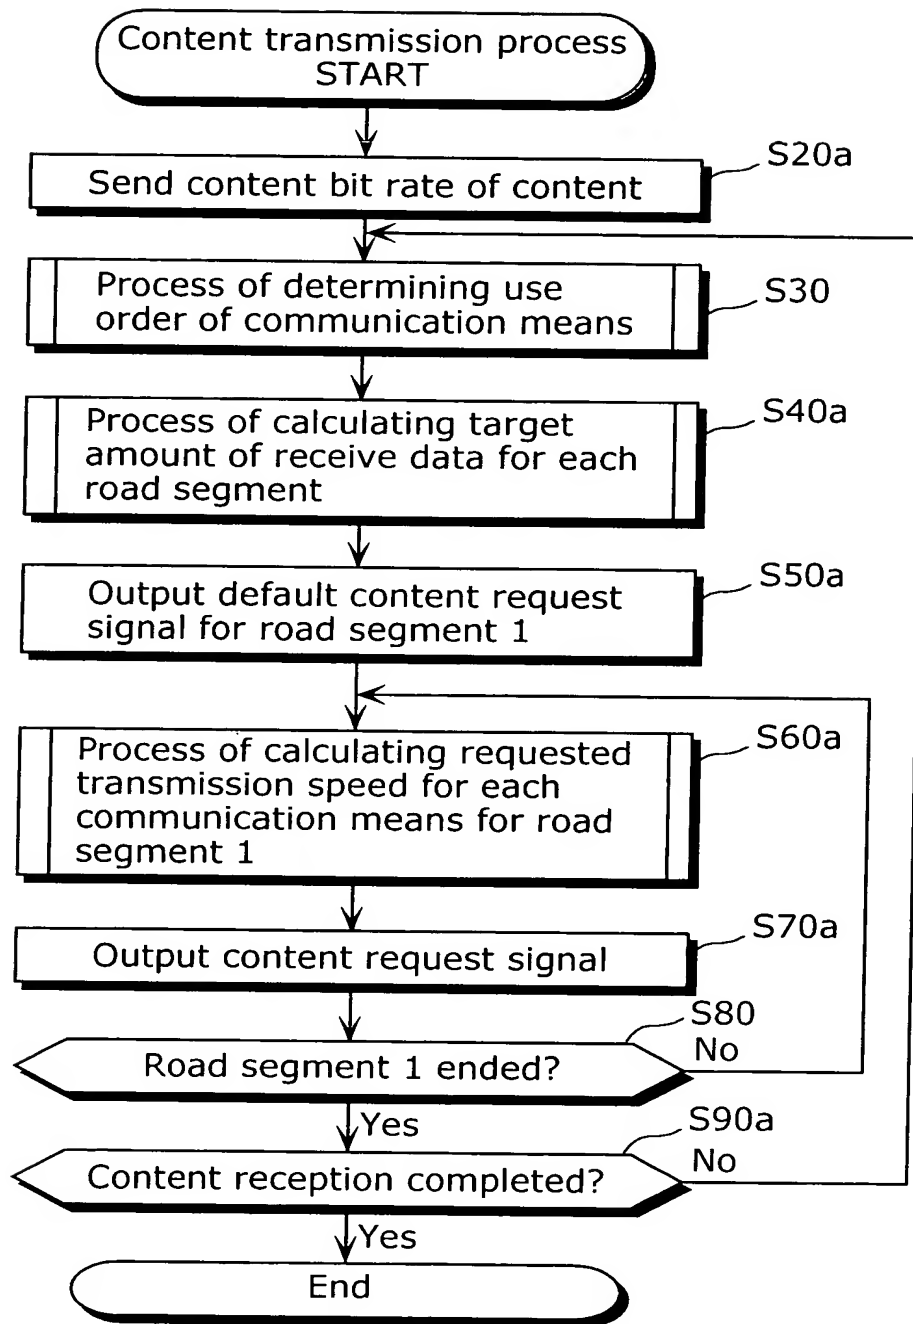 Content transmission process
START
S20a
Send content bit rate of content
Process of determining use
order of communication means
S30
Process of calculating target
amount of receive data for each
road segment
S40a
Output default content request
signal for road segment 1
S50a
Process of calculating requested
transmission speed for each
communication means for road
segment 1
S60a
Output content request signal
S70a
S80
Road segment 1 ended?
No
Yes
S90a
Content reception completed?
No
Yes
End